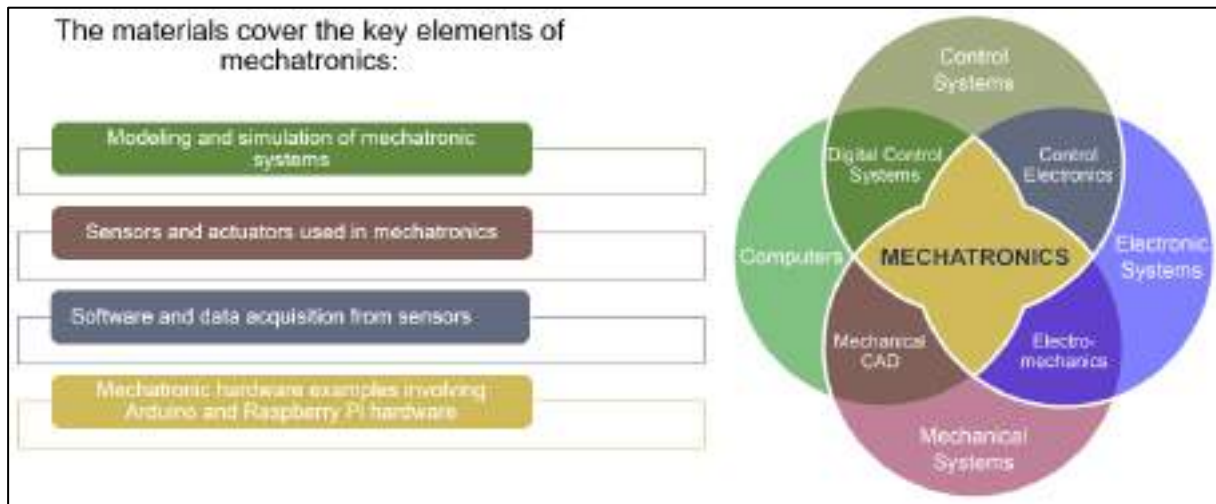 The materials cover the key elements of
mechatronics:
Modeling and simulation of mechatronic
systems
Sensors and actuators used in mechatronics
Software and data acquisition from sensors
Mechatronic hardware examples involving
Arduino and Raspberry Pi hardware
Control
Systems
Digital Control
Systems
Control
Electronics
Computers
MECHATRONICS
Electronic
Systems
Mechanical
CAD
Electro-
mechanics
Mechanical
Systems